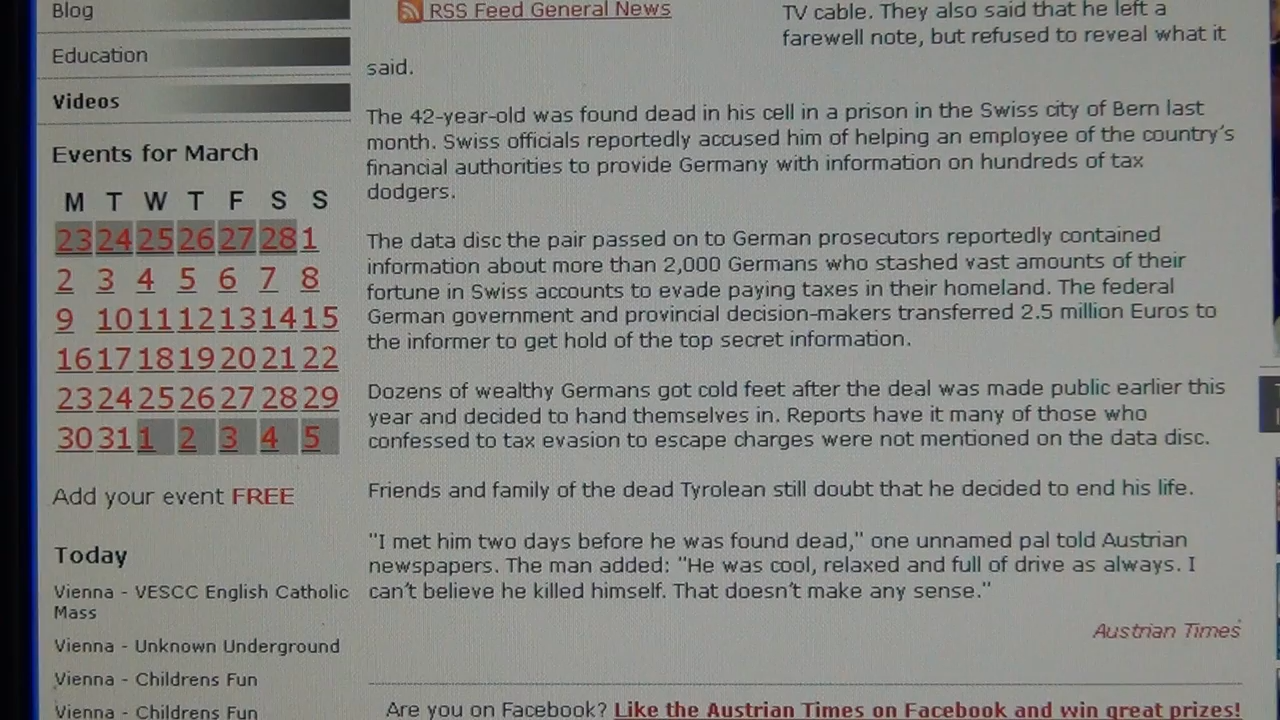 Blog
Education
Videos
Events for March
M T W T F S S
23 24 25 26 27 28 1
2 3 4 5 6 7 8
9 10 11 12 13 14 15
16 17 18 19 20 21 22
23 24 25 26 27 28 29
30 31 1 2 3 4 5
Add your event FREE
Today
Vienna - VESCC English Catholic
Mass
Vienna - Unknown Underground
Vienna - Childrens Fun
Vienna - Childrens Fun
RSS Feed General News
TV cable. They also said that he left a
farewell note, but refused to reveal what it
said.
The 42-year-old was found dead in his cell in a prison in the Swiss city of Bern last
month. Swiss officials reportedly accused him of helping an employee of the country's
financial authorities to provide Germany with information on hundreds of tax
dodgers.
The data disc the pair passed on to German prosecutors reportedly contained
information about more than 2,000 Germans who stashed vast amounts of their
fortune in Swiss accounts to evade paying taxes in their homeland. The federal
German government and provincial decision-makers transferred 2.5 million Euros to
the informer to get hold of the top secret information.
Dozens of wealthy Germans got cold feet after the deal was made public earlier this
year and decided to hand themselves in. Reports have it many of those who
confessed to tax evasion to escape charges were not mentioned on the data disc.
Friends and family of the dead Tyrolean still doubt that he decided to end his life.
"I met him two days before he was found dead," one unnamed pal told Austrian
newspapers. The man added: "He was cool, relaxed and full of drive as always. I
can't believe he killed himself. That doesn't make any sense."
Austrian Times
Are you on Facebook? Like the Austrian Times on Facebook and win great prizes!